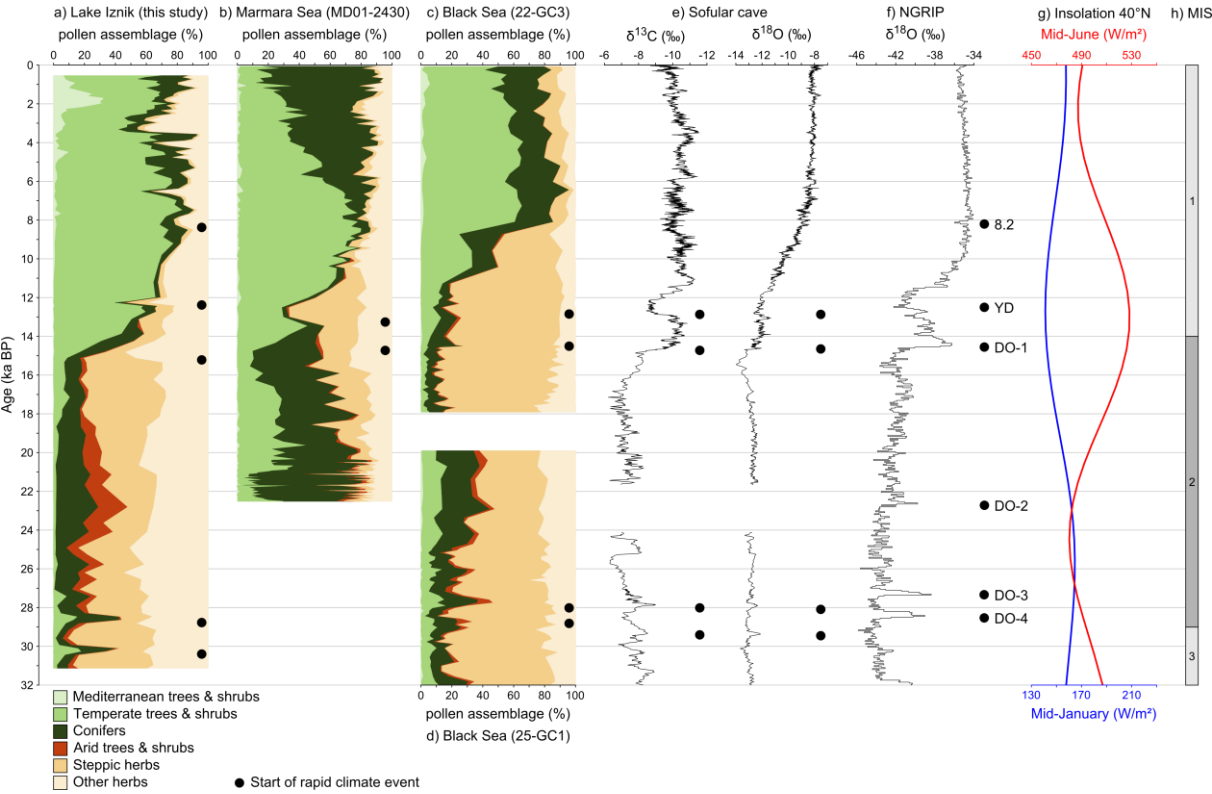 a) Lake Iznik (this study) b) Marmara Sea (MD01-2430) c) Black Sea (22-GC3) e) Sofular cave f) NGRIP g) Insolation 40°N h) MIS
pollen assemblage (%) pollen assemblage (%) pollen assemblage (%) δ¹³C (‰) δ¹⁸O (‰) δ¹⁸O (‰) Mid-June (W/m²)
0 20 40 60 80 100 0 20 40 60 80 100 0 20 40 60 80 100 -6 -8 -10 -12 -14 -12 -10 -8 -46 -42 -38 -34 450 490 530
0
2
4
6
8
10
12
14
16
18
20
22
24
26
28
30
32
Age (ka BP)
8.2
YD
DO-1
DO-2
DO-3
DO-4
1
2
3
0 20 40 60 80 100 130 170 210
pollen assemblage (%) Mid-January (W/m²)
d) Black Sea (25-GC1)
Mediterranean trees & shrubs
Temperate trees & shrubs
Conifers
Arid trees & shrubs
Steppic herbs
Other herbs
Start of rapid climate event